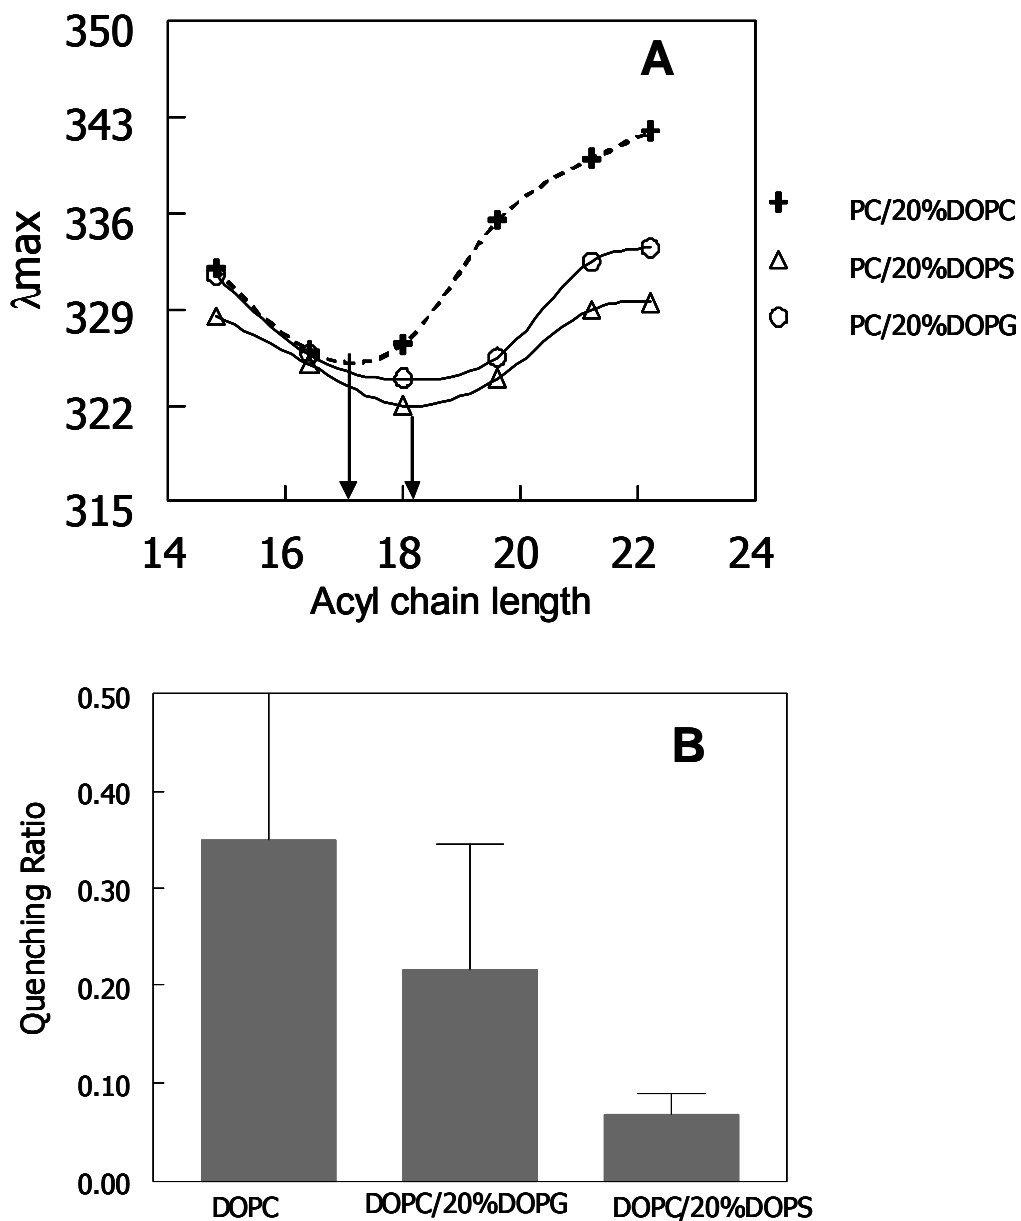 350
A
343
336
329
322
315
λmax
14 16 18 20 22 24
Acyl chain length
PC/20%DOPC
PC/20%DOPS
PC/20%DOPG
0.50
B
0.40
0.30
0.20
0.10
0.00
Quenching Ratio
DOPC DOPC/20%DOPG DOPC/20%DOPS